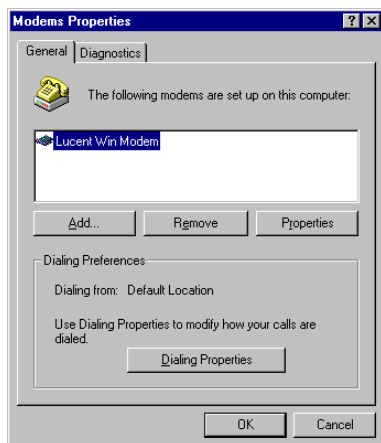 Modems Properties
General Diagnostics
The following modems are set up on this computer:
Lucent Win Modem
Add... Remove Properties
Dialing Preferences
Dialing from: Default Location
Use Dialing Properties to modify how your calls are
dialed.
Dialing Properties
OK Cancel